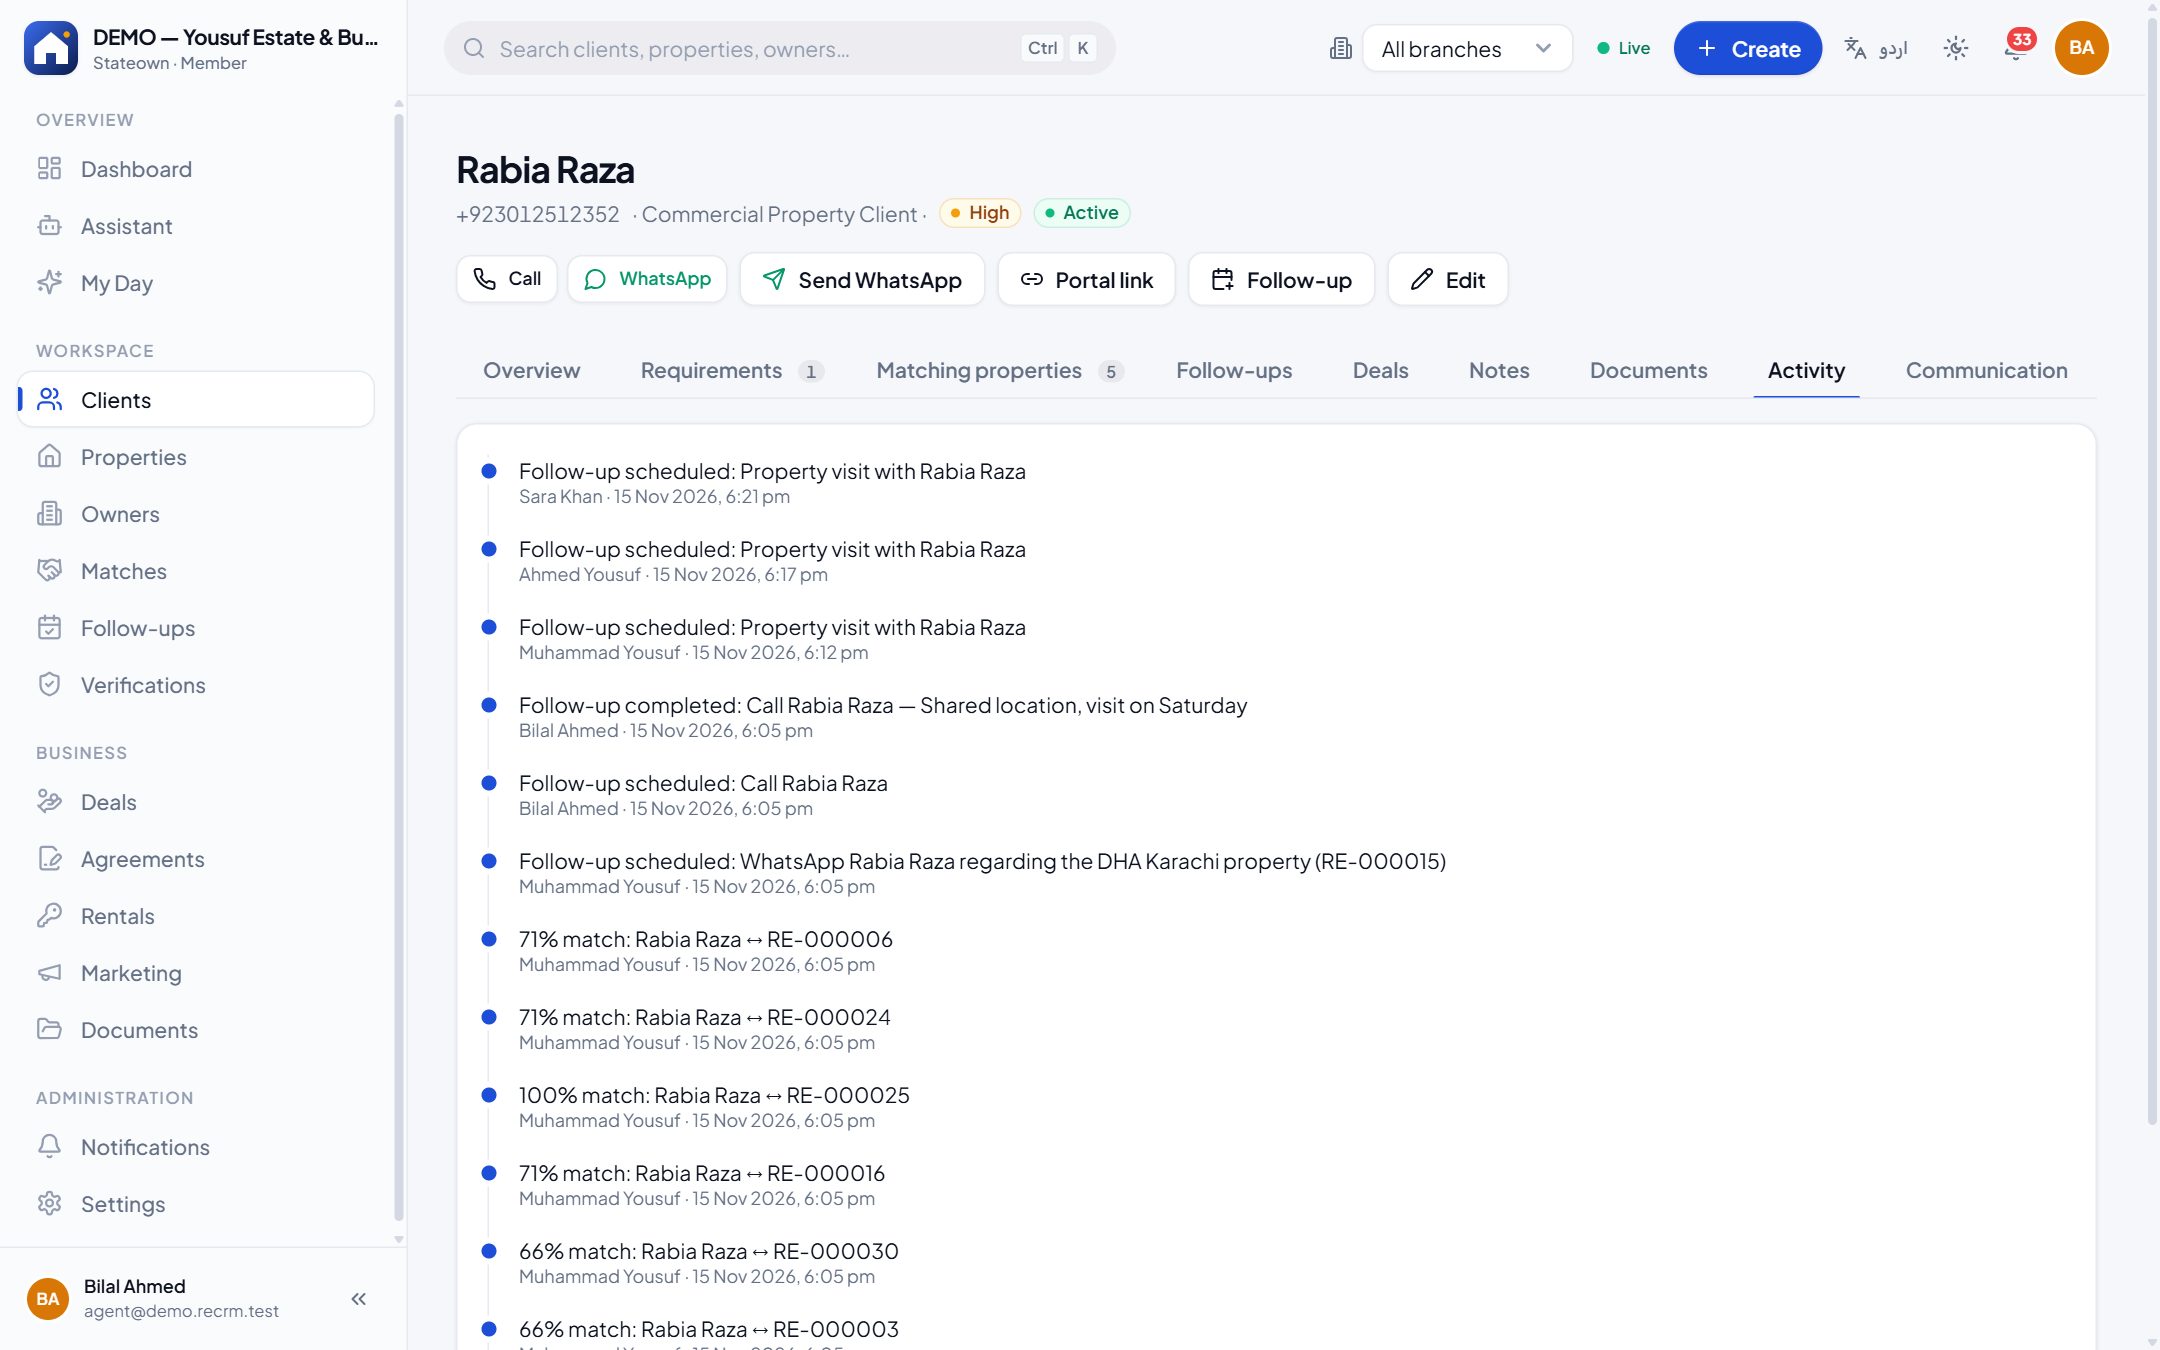 DEMO — Yousuf Estate & Bu...
Stateown · Member
OVERVIEW
Dashboard
Assistant
My Day
WORKSPACE
Clients
Properties
Owners
Matches
Follow-ups
Verifications
BUSINESS
Deals
Agreements
Rentals
Marketing
Documents
ADMINISTRATION
Notifications
Settings
BA
Bilal Ahmed
agent@demo.recrm.test
Search clients, properties, owners...
Ctrl K
All branches
Live
Create
اردو
33
BA
Rabia Raza
+923012512352 · Commercial Property Client · High Active
Call
WhatsApp
Send WhatsApp
Portal link
Follow-up
Edit
Overview
Requirements 1
Matching properties 5
Follow-ups
Deals
Notes
Documents
Activity
Communication
Follow-up scheduled: Property visit with Rabia Raza
Sara Khan · 15 Nov 2026, 6:21 pm
Follow-up scheduled: Property visit with Rabia Raza
Ahmed Yousuf · 15 Nov 2026, 6:17 pm
Follow-up scheduled: Property visit with Rabia Raza
Muhammad Yousuf · 15 Nov 2026, 6:12 pm
Follow-up completed: Call Rabia Raza — Shared location, visit on Saturday
Bilal Ahmed · 15 Nov 2026, 6:05 pm
Follow-up scheduled: Call Rabia Raza
Bilal Ahmed · 15 Nov 2026, 6:05 pm
Follow-up scheduled: WhatsApp Rabia Raza regarding the DHA Karachi property (RE-000015)
Muhammad Yousuf · 15 Nov 2026, 6:05 pm
71% match: Rabia Raza ↔ RE-000006
Muhammad Yousuf · 15 Nov 2026, 6:05 pm
71% match: Rabia Raza ↔ RE-000024
Muhammad Yousuf · 15 Nov 2026, 6:05 pm
100% match: Rabia Raza ↔ RE-000025
Muhammad Yousuf · 15 Nov 2026, 6:05 pm
71% match: Rabia Raza ↔ RE-000016
Muhammad Yousuf · 15 Nov 2026, 6:05 pm
66% match: Rabia Raza ↔ RE-000030
Muhammad Yousuf · 15 Nov 2026, 6:05 pm
66% match: Rabia Raza ↔ RE-000003